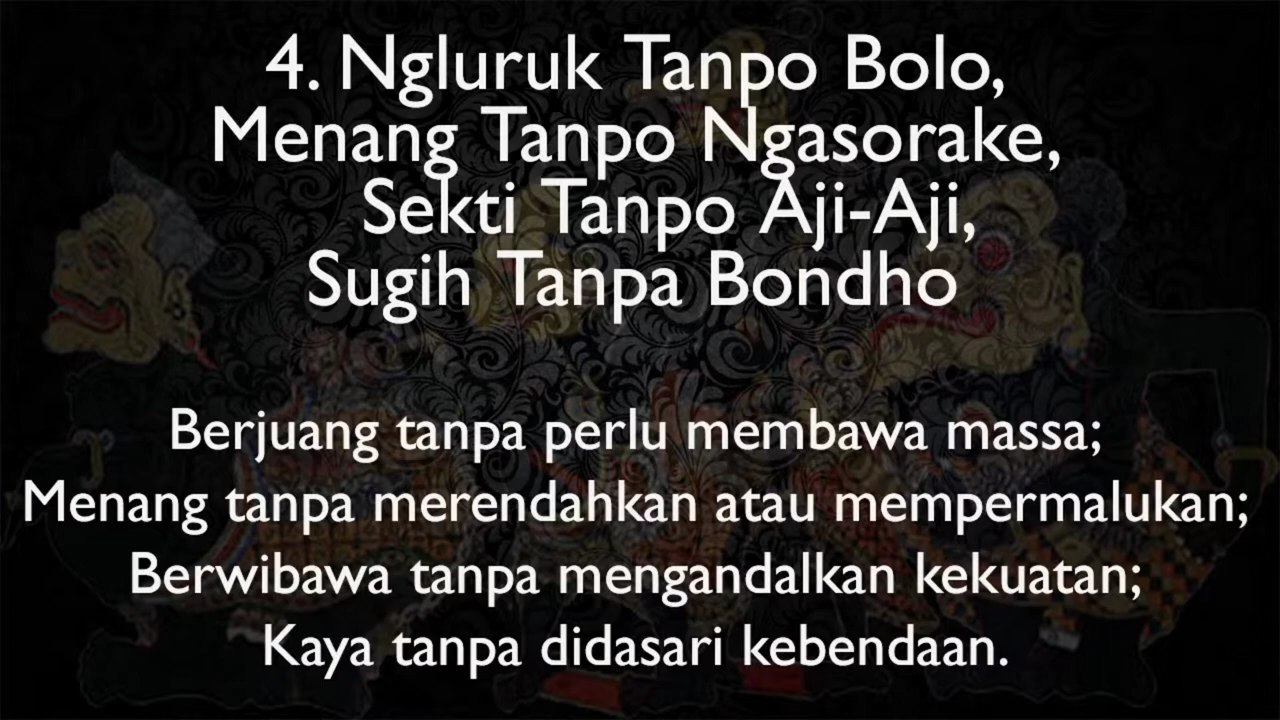 4. Ngluruk Tanpo Bolo,
Menang Tanpo Ngasorake,
Sekti Tanpo Aji-Aji,
Sugih Tanpa Bondho
Berjuang tanpa perlu membawa massa;
Menang tanpa merendahkan atau mempermalukan;
Berwibawa tanpa mengandalkan kekuatan;
Kaya tanpa didasari kebendaan.